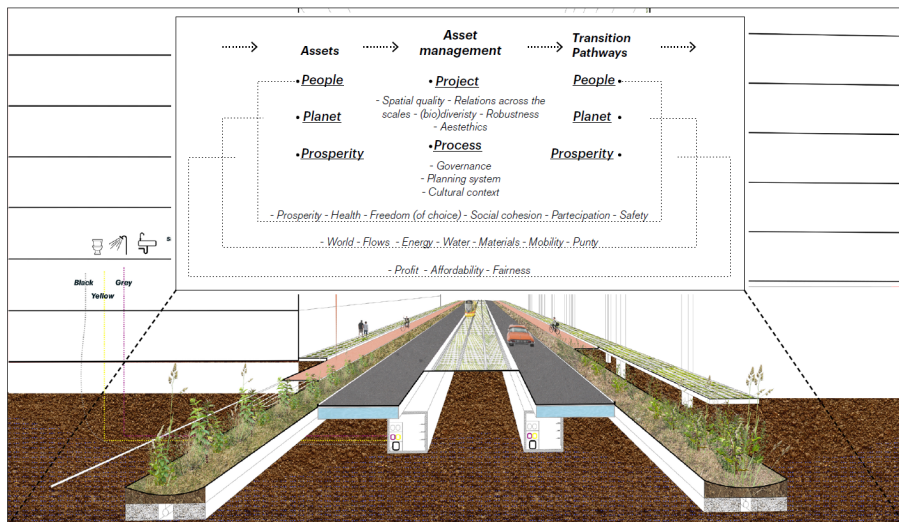 Assets
Asset
management
Transition
Pathways
• People
• Project
People •
- Spatial quality - Relations across the
scales - (bio)diveristy - Robustness
- Aestethics
• Planet
Planet •
• Process
• Prosperity
Prosperity •
- Governance
- Planning system
- Cultural context
- Prosperity - Health - Freedom (of choice) - Social cohesion - Partecipation - Safety
- World - Flows - Energy - Water - Materials - Mobility - Punty
- Profit - Affordability - Fairness
s
Black
Grey
Yellow